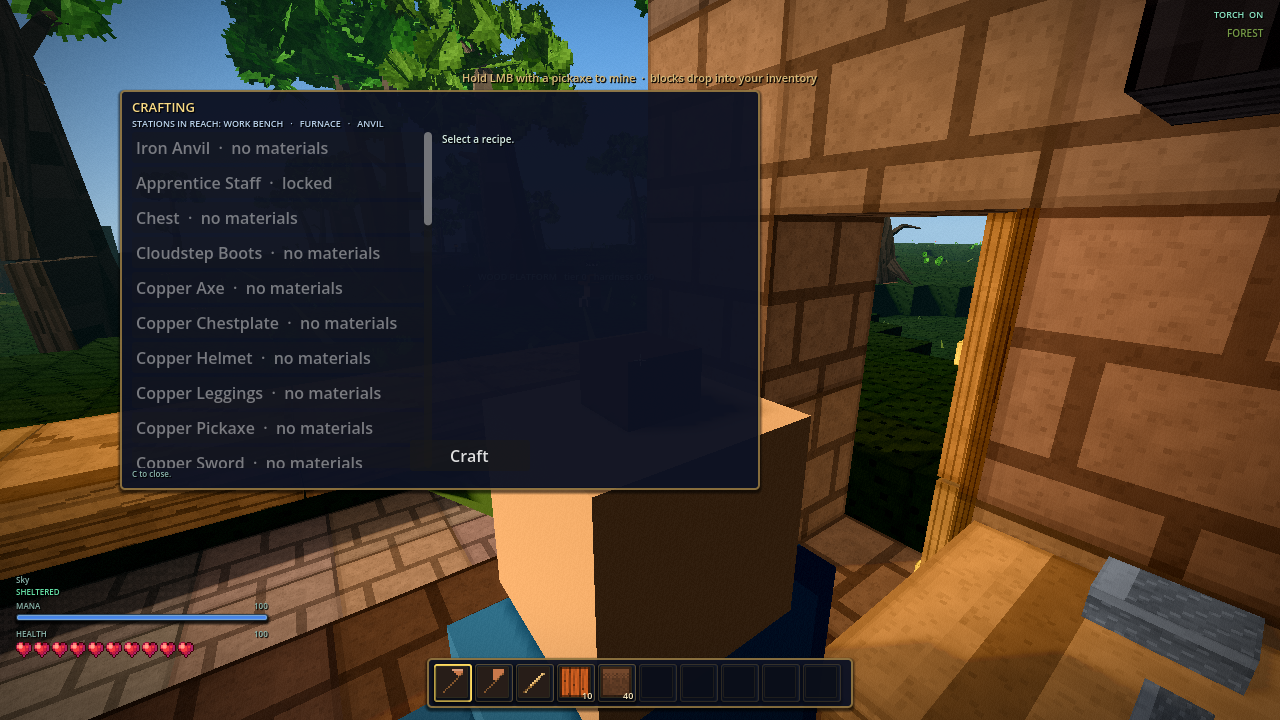 TORCH ON
FOREST
Hold LMB with a pickaxe to mine · blocks drop into your inventory
CRAFTING
STATIONS IN REACH: WORK BENCH · FURNACE · ANVIL
Iron Anvil · no materials
Apprentice Staff · locked
Chest · no materials
Cloudstep Boots · no materials
Copper Axe · no materials
Copper Chestplate · no materials
Copper Helmet · no materials
Copper Leggings · no materials
Copper Pickaxe · no materials
Copper Sword · no materials
Select a recipe.
Craft
C to close.
Sky
SHELTERED
MANA 100
HEALTH 100
10 40